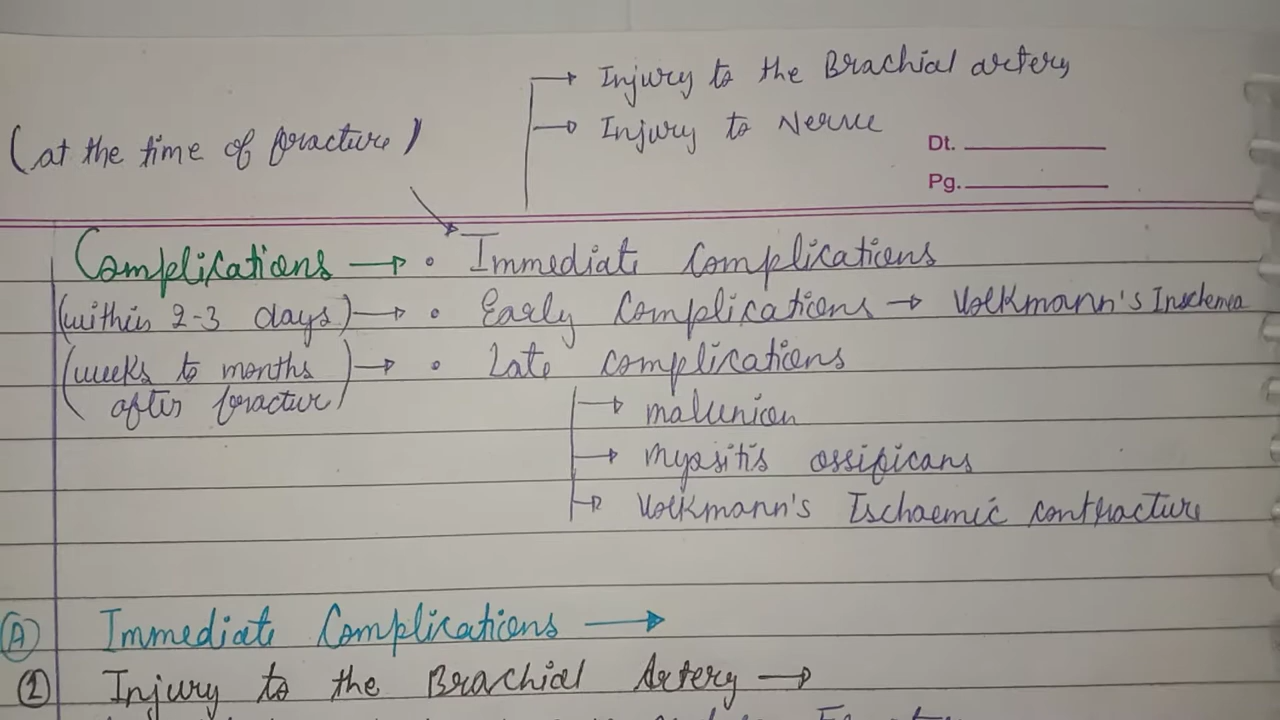 Injury to the Brachial artery
(at the time of fracture)
Injury to Nerve
Dt.
Pg.
Complications → • Immediate Complications
(within 2-3 days) → • Early Complications → Volkmann's Inschemia
(weeks to months after fracture) → • Late complications
→ malunion
→ Myositis ossificans
→ Volkmann's Ischaemic contracture
(A) Immediate Complications →
(1) Injury to the Brachial Artery →